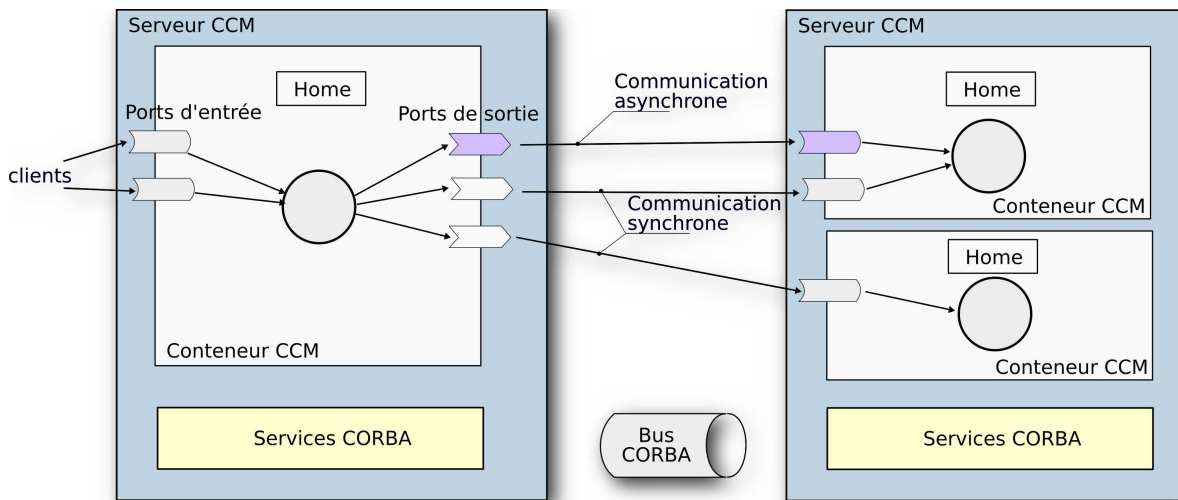 Serveur CCM
Home
Ports d'entrée
Ports de sortie
clients
Conteneur CCM
Services CORBA
Communication
asynchrone
Communication
synchrone
Bus
CORBA
Serveur CCM
Home
Conteneur CCM
Home
Conteneur CCM
Services CORBA